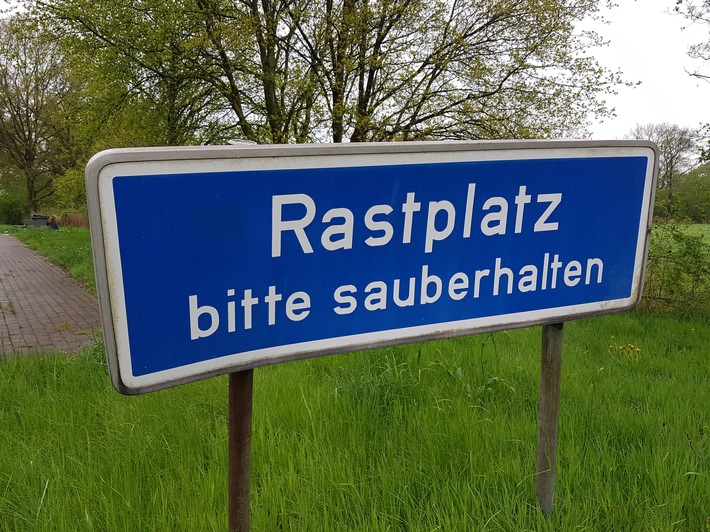 Rastplatz
bitte sauberhalten